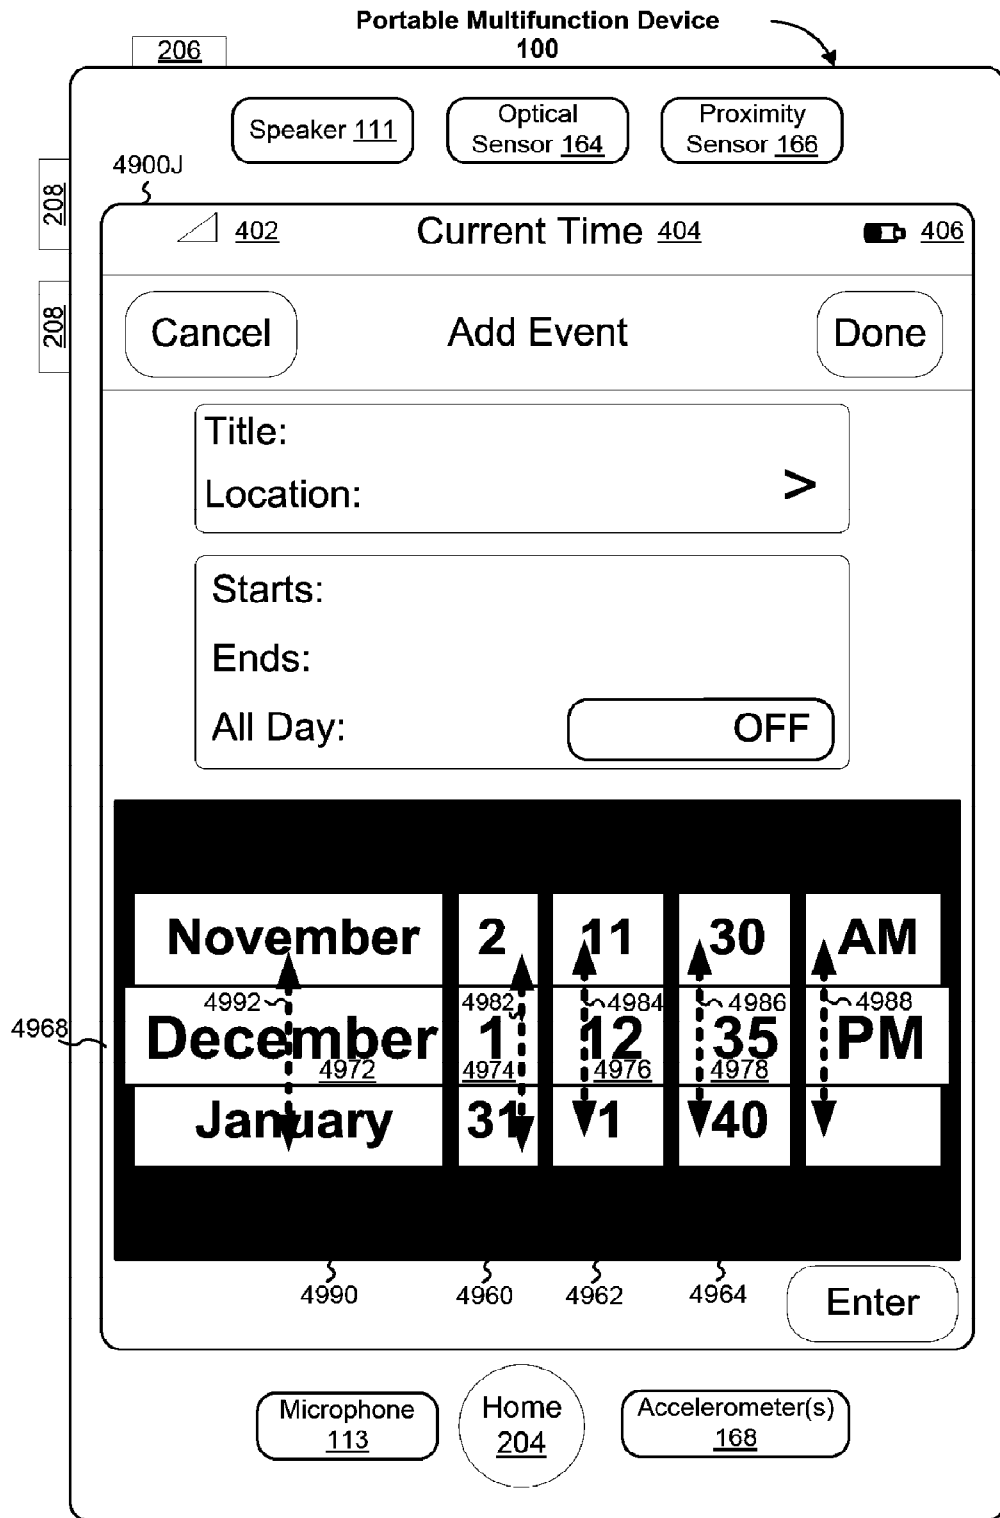 Portable Multifunction Device
100
206
Speaker 111
Optical
Sensor 164
Proximity
Sensor 166
4900J
208
208
402
Current Time 404
406
Cancel
Add Event
Done
Title:
Location:
>
Starts:
Ends:
All Day:
OFF
November 2 11 30 AM
4992 4982 4984 4986 4988
4968
December 1 12 35 PM
4972 4974 4976 4978
January 31 1 40
4990 4960 4962 4964
Enter
Microphone
113
Home
204
Accelerometer(s)
168